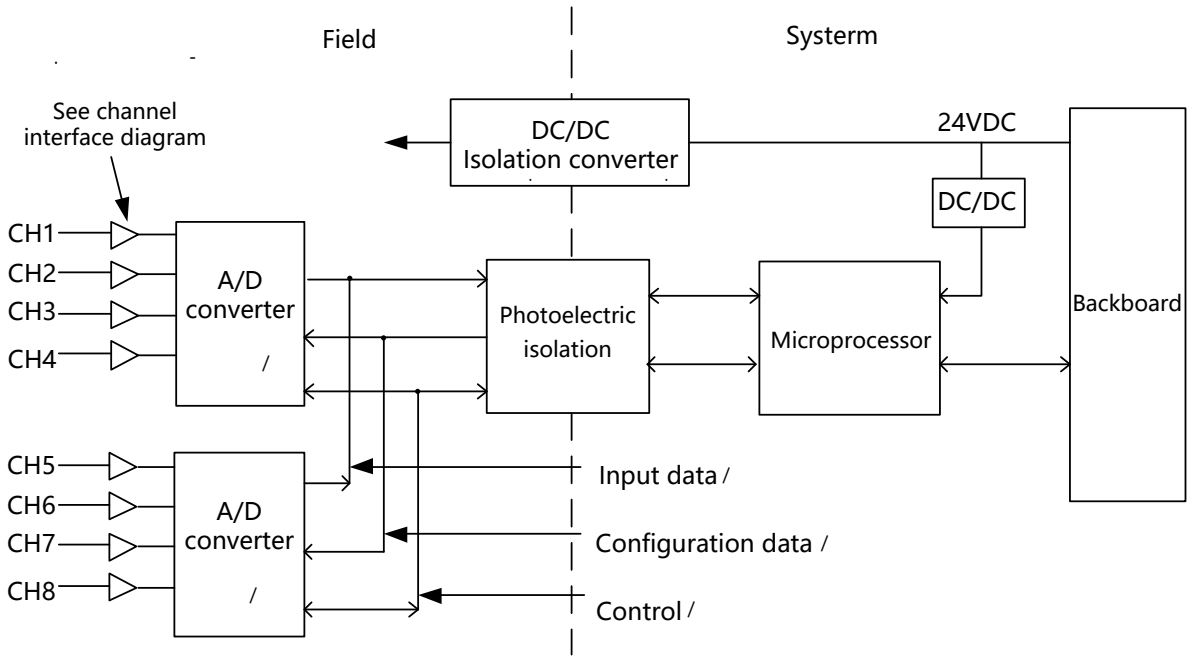 Field
Systerm
See channel
interface diagram
DC/DC
Isolation converter
24VDC
DC/DC
CH1
CH2
CH3
CH4
A/D
converter
/
Photoelectric
isolation
Microprocessor
Backboard
CH5
CH6
CH7
CH8
A/D
converter
/
Input data /
Configuration data /
Control /